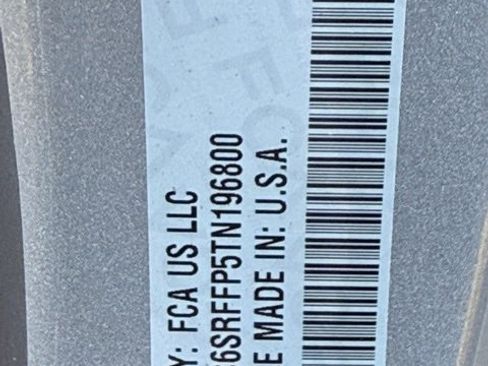 Y: FCA US LLC
6SRFFP5TN196800
E MADE IN: U.S.A.